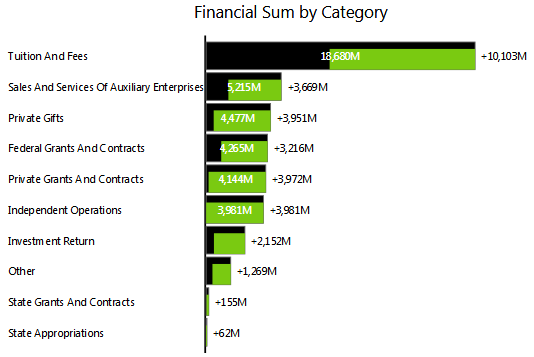 Financial Sum by Category
Tuition And Fees 18,680M +10,103M
Sales And Services Of Auxiliary Enterprises 5,215M +3,669M
Private Gifts 4,477M +3,951M
Federal Grants And Contracts 4,265M +3,216M
Private Grants And Contracts 4,144M +3,972M
Independent Operations 3,981M +3,981M
Investment Return +2,152M
Other +1,269M
State Grants And Contracts +155M
State Appropriations +62M